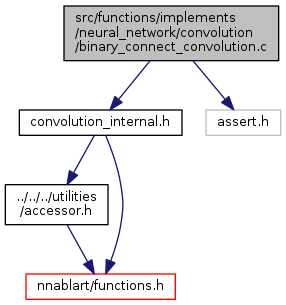 src/functions/implements
/neural_network/convolution
/binary_connect_convolution.c
convolution_internal.h
assert.h
../../../utilities
/accessor.h
nnablart/functions.h